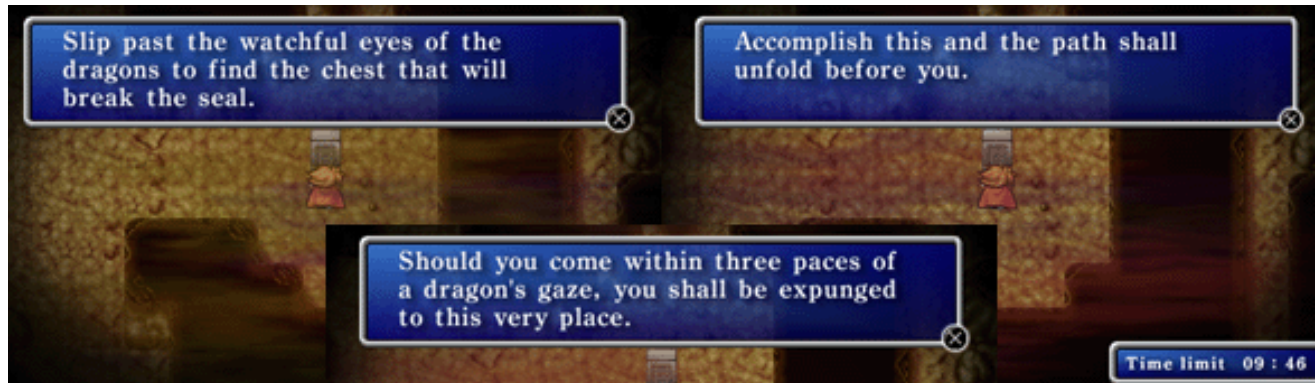 Slip past the watchful eyes of the
dragons to find the chest that will
break the seal.
Accomplish this and the path shall
unfold before you.
Should you come within three paces of
a dragon's gaze, you shall be expunged
to this very place.
Time limit 09 : 46